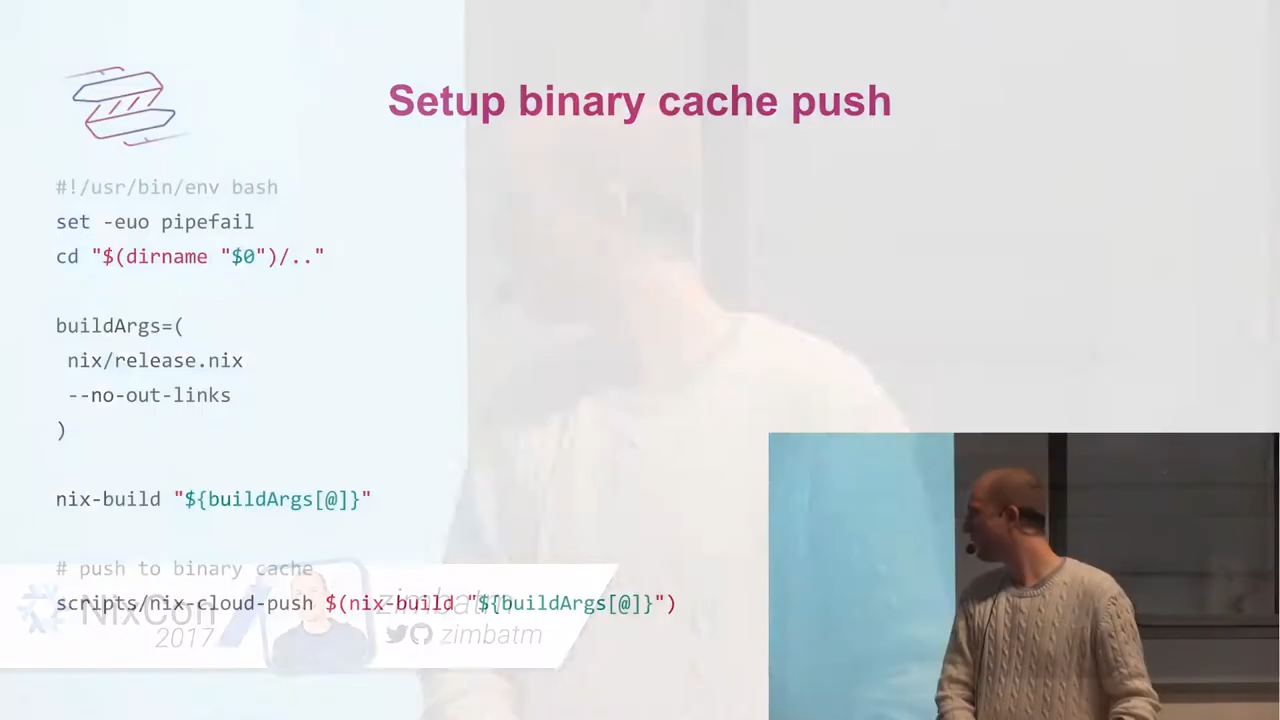 Setup binary cache push
#!/usr/bin/env bash
set -euo pipefail
cd "$(dirname "$0")/.."
buildArgs=(
nix/release.nix
--no-out-links
)
nix-build "${buildArgs[@]}"
# push to binary cache
scripts/nix-cloud-push $(nix-build "${buildArgs[@]}")
NixCon
2017
zimbatm
zimbatm